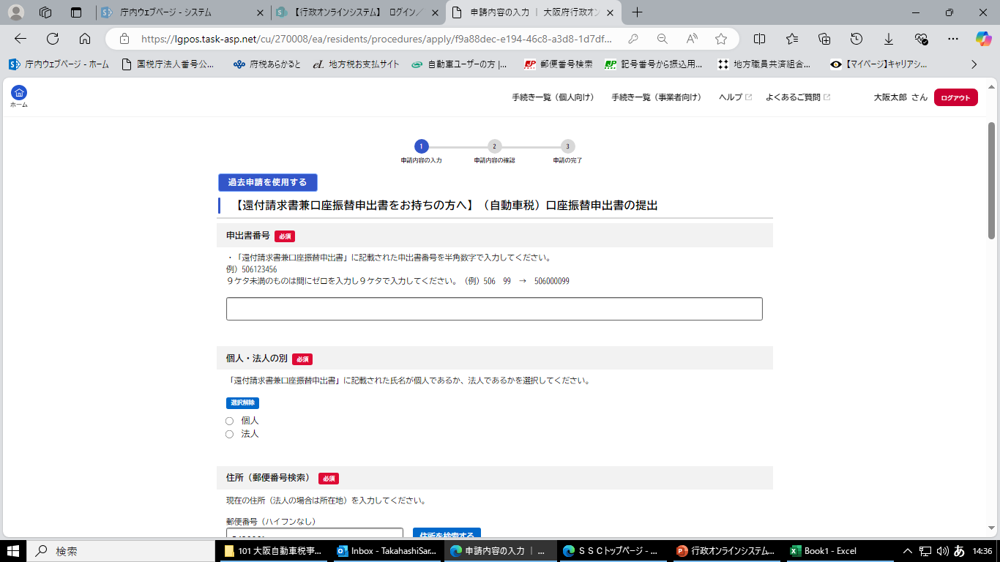 庁内ウェブページ - システム
【行政オンラインシステム】 ログイン／
申請内容の入力 ｜ 大阪府行政オン
https://lgpos.task-asp.net/cu/270008/ea/residents/procedures/apply/f9a88dec-e194-46c8-a3d8-1d7df...
庁内ウェブページ - ホーム
国税庁法人番号公...
府税あらかると
地方税お支払サイト
自動車ユーザーの方 |...
郵便番号検索
記号番号から振込用...
地方職員共済組合...
【マイページ】キャリアシ...
ホーム
手続き一覧（個人向け）
手続き一覧（事業者向け）
ヘルプ
よくあるご質問
大阪太郎 さん
ログアウト
1
2
3
申請内容の入力
申請内容の確認
申請の完了
過去申請を使用する
【還付請求書兼口座振替申出書をお持ちの方へ】（自動車税）口座振替申出書の提出
申出書番号 必須
・「還付請求書兼口座振替申出書」に記載された申出書番号を半角数字で入力してください。
例）506123456
９ケタ未満のものは間にゼロを入力し９ケタで入力してください。（例）506　99　→　506000099
個人・法人の別 必須
「還付請求書兼口座振替申出書」に記載された氏名が個人であるか、法人であるかを選択してください。
選択解除
個人
法人
住所（郵便番号検索） 必須
現在の住所（法人の場合は所在地）を入力してください。
郵便番号（ハイフンなし）
住所を検索する
検索
101 大阪自動車税事...
Inbox - TakahashiSar...
申請内容の入力 ｜ ...
ＳＳＣトップページ - ...
行政オンラインシステム...
Book1 - Excel
あ
14:36